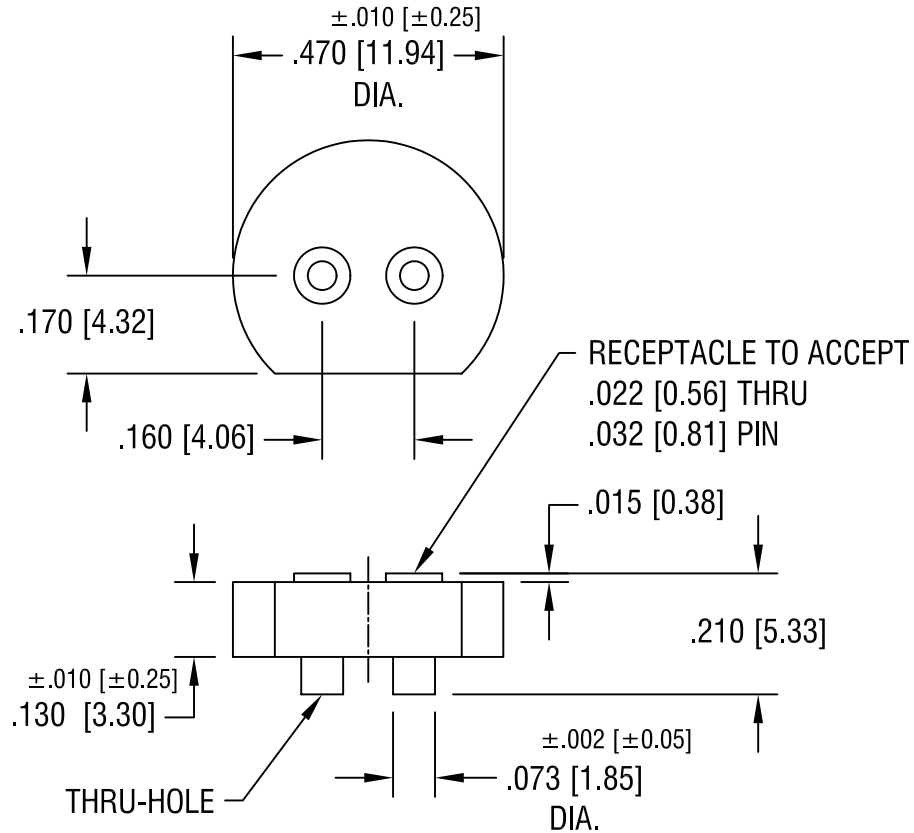 ±.010 [±0.25]
.470 [11.94]
DIA.
.170 [4.32]
RECEPTACLE TO ACCEPT
.022 [0.56] THRU
.032 [0.81] PIN
.160 [4.06]
.015 [0.38]
.210 [5.33]
±.010 [±0.25]
.130 [3.30]
±.002 [±0.05]
.073 [1.85]
DIA.
THRU-HOLE